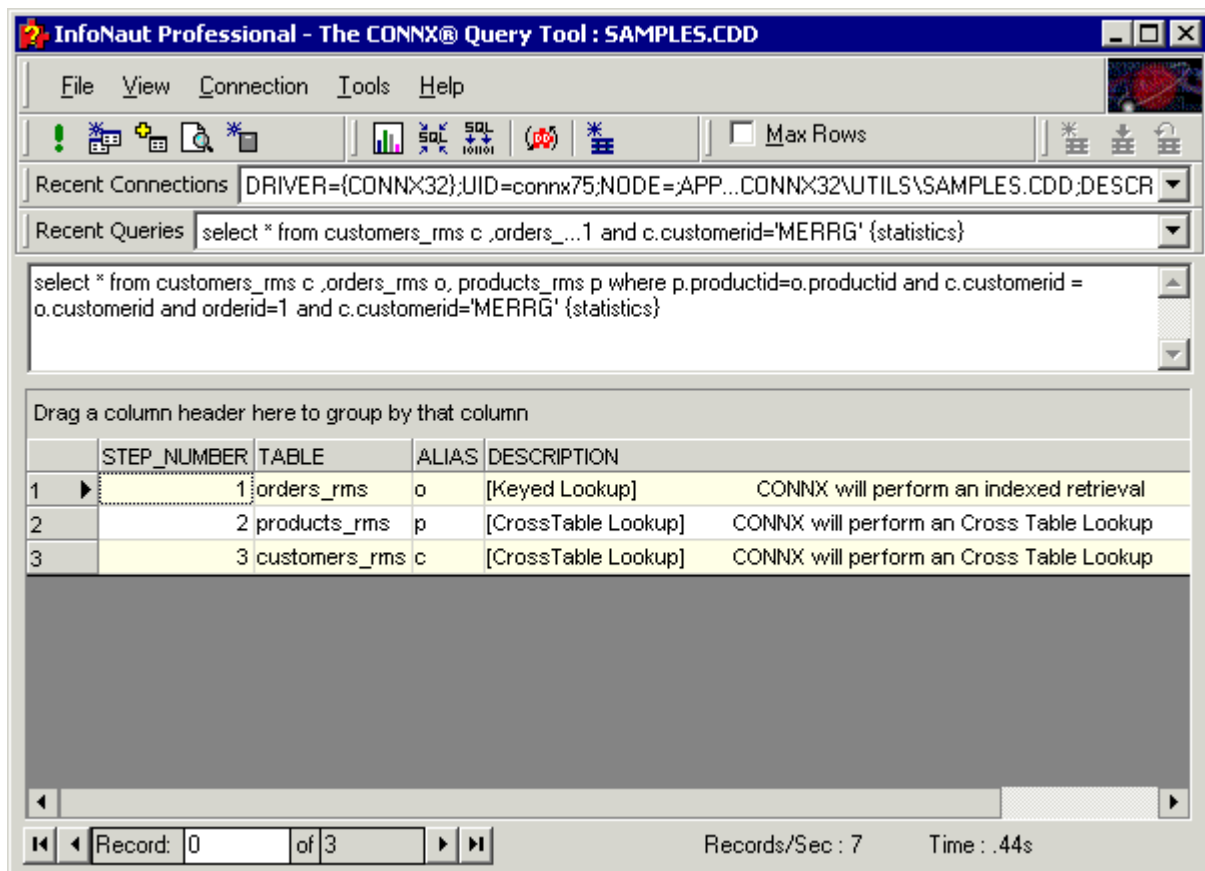 InfoNaut Professional - The CONNX® Query Tool : SAMPLES.CDD
File View Connection Tools Help
SQL SQL Max Rows
Recent Connections DRIVER={CONNX32};UID=connx75;NODE=;APP...CONNX32\UTILS\SAMPLES.CDD;DESCR
Recent Queries select * from customers_rms c ,orders_...1 and c.customerid='MERRG' {statistics}
select * from customers_rms c ,orders_rms o, products_rms p where p.productid=o.productid and c.customerid =
o.customerid and orderid=1 and c.customerid='MERRG' {statistics}
Drag a column header here to group by that column
STEP_NUMBER TABLE ALIAS DESCRIPTION
1 1 orders_rms o [Keyed Lookup] CONNX will perform an indexed retrieval
2 2 products_rms p [CrossTable Lookup] CONNX will perform an Cross Table Lookup
3 3 customers_rms c [CrossTable Lookup] CONNX will perform an Cross Table Lookup
Record: 0 of 3 Records/Sec : 7 Time : .44s